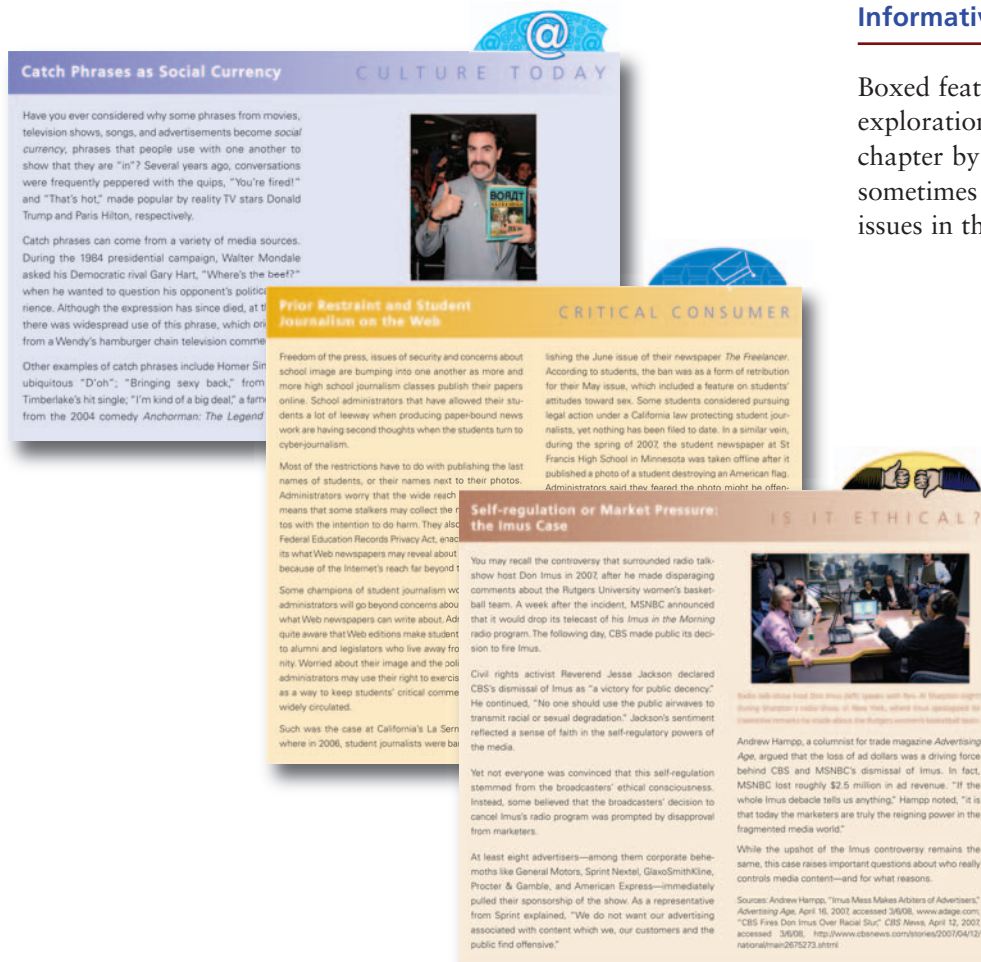 Informativ
Boxed feat
exploration
chapter by
sometimes
issues in th
@
Catch Phrases as Social Currency
CULTURE TODAY
Have you ever considered why some phrases from movies,
television shows, songs, and advertisements become social
currency, phrases that people use with one another to
show that they are "in"? Several years ago, conversations
were frequently peppered with the quips, "You're fired!"
and "That's hot," made popular by reality TV stars Donald
Trump and Paris Hilton, respectively.
Catch phrases can come from a variety of media sources.
During the 1984 presidential campaign, Walter Mondale
asked his Democratic rival Gary Hart, "Where's the beef?"
when he wanted to question his opponent's politica
rience. Although the expression has since died, at th
there was widespread use of this phrase, which ori
from a Wendy's hamburger chain television comme
Other examples of catch phrases include Homer Sim
ubiquitous "D'oh"; "Bringing sexy back," from
Timberlake's hit single; "I'm kind of a big deal," a fam
from the 2004 comedy Anchorman: The Legend
BORAT
Prior Restraint and Student
Journalism on the Web
CRITICAL CONSUMER
Freedom of the press, issues of security and concerns about
school image are bumping into one another as more and
more high school journalism classes publish their papers
online. School administrators that have allowed their stu-
dents a lot of leeway when producing paper-bound news
work are having second thoughts when the students turn to
cyber-journalism.
Most of the restrictions have to do with publishing the last
names of students, or their names next to their photos.
Administrators worry that the wide reach
means that some stalkers may collect the n
tos with the intention to do harm. They also
Federal Education Records Privacy Act, enac
its what Web newspapers may reveal about
because of the Internet's reach far beyond t
Some champions of student journalism wo
administrators will go beyond concerns abou
what Web newspapers can write about. Adm
quite aware that Web editions make student
to alumni and legislators who live away fro
nity. Worried about their image and the poli
administrators may use their right to exercis
as a way to keep students' critical comme
widely circulated.
Such was the case at California's La Sern
where in 2006, student journalists were ba
lishing the June issue of their newspaper The Freelancer.
According to students, the ban was as a form of retribution
for their May issue, which included a feature on students'
attitudes toward sex. Some students considered pursuing
legal action under a California law protecting student jour-
nalists, yet nothing has been filed to date. In a similar vein,
during the spring of 2007, the student newspaper at St
Francis High School in Minnesota was taken offline after it
published a photo of a student destroying an American flag.
Administrators said they feared the photo might be offen-
Self-regulation or Market Pressure:
the Imus Case
IS IT ETHICAL?
You may recall the controversy that surrounded radio talk-
show host Don Imus in 2007, after he made disparaging
comments about the Rutgers University women's basket-
ball team. A week after the incident, MSNBC announced
that it would drop its telecast of his Imus in the Morning
radio program. The following day, CBS made public its deci-
sion to fire Imus.
Civil rights activist Reverend Jesse Jackson declared
CBS's dismissal of Imus as "a victory for public decency."
He continued, "No one should use the public airwaves to
transmit racial or sexual degradation." Jackson's sentiment
reflected a sense of faith in the self-regulatory powers of
the media.
Yet not everyone was convinced that this self-regulation
stemmed from the broadcasters' ethical consciousness.
Instead, some believed that the broadcasters' decision to
cancel Imus's radio program was prompted by disapproval
from marketers.
At least eight advertisers—among them corporate behe-
moths like General Motors, Sprint Nextel, GlaxoSmithKline,
Procter & Gamble, and American Express—immediately
pulled their sponsorship of the show. As a representative
from Sprint explained, "We do not want our advertising
associated with content which we, our customers and the
public find offensive."
Radio talk-show host Don Imus (left) speaks with Rev. Al Sharpton (right)
during Sharpton's radio show, in New York, where Imus apologized for
remarks he made about the Rutgers women's basketball team.
Andrew Hampp, a columnist for trade magazine Advertising
Age, argued that the loss of ad dollars was a driving force
behind CBS and MSNBC's dismissal of Imus. In fact,
MSNBC lost roughly $2.5 million in ad revenue. "If the
whole Imus debacle tells us anything," Hampp noted, "it is
that today the marketers are truly the reigning power in the
fragmented media world."
While the upshot of the Imus controversy remains the
same, this case raises important questions about who really
controls media content—and for what reasons.
Sources: Andrew Hampp, "Imus Mess Makes Arbiters of Advertisers,"
Advertising Age, April 16, 2007, accessed 3/6/08, www.adage.com;
"CBS Fires Don Imus Over Racial Slur," CBS News, April 12, 2007,
accessed 3/6/08, http://www.cbsnews.com/stories/2007/04/12/
national/main2675273.shtml